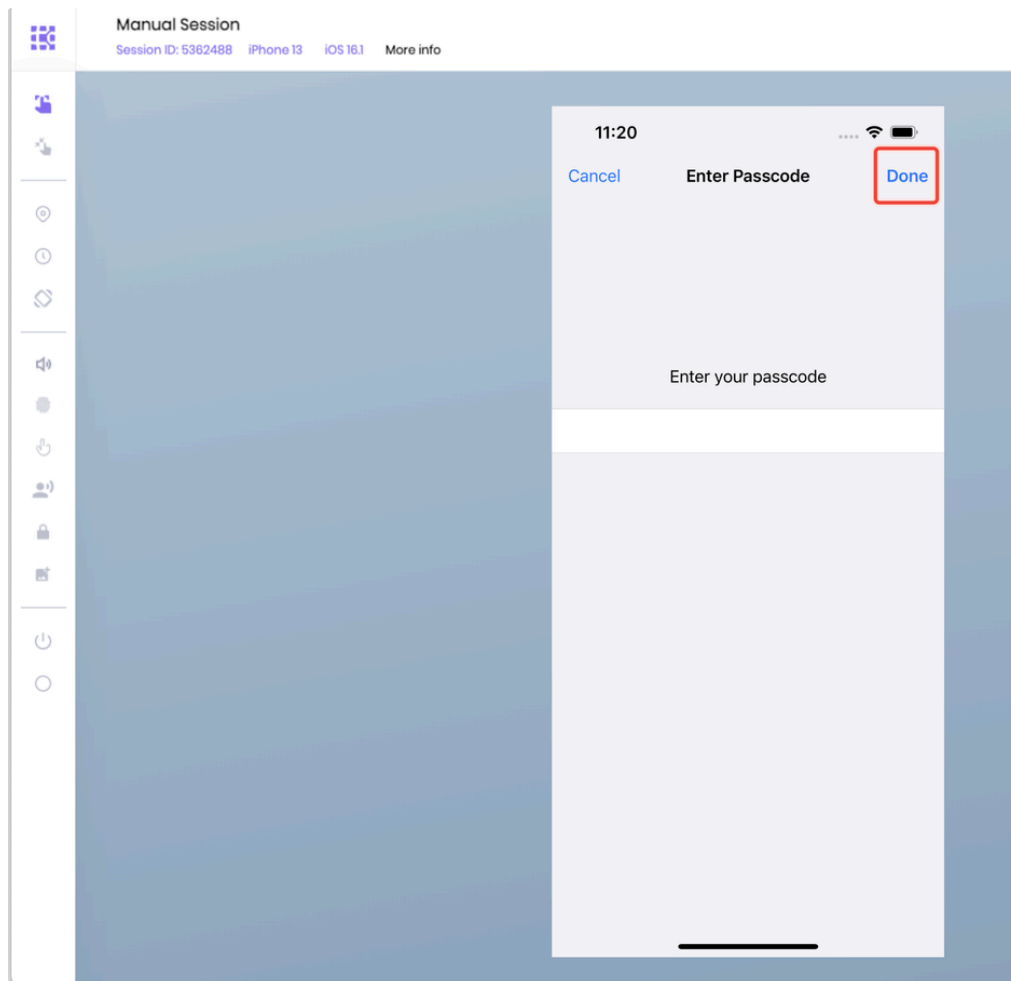 Manual Session
Session ID: 5362488 iPhone 13 iOS 16.1 More info
11:20
Cancel Enter Passcode Done
Enter your passcode